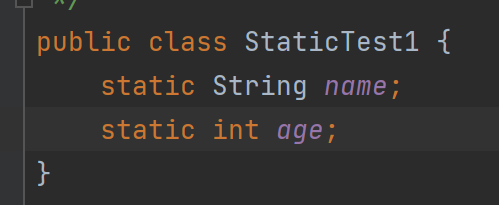 */
public class StaticTest1 {
    static String name;
    static int age;
}